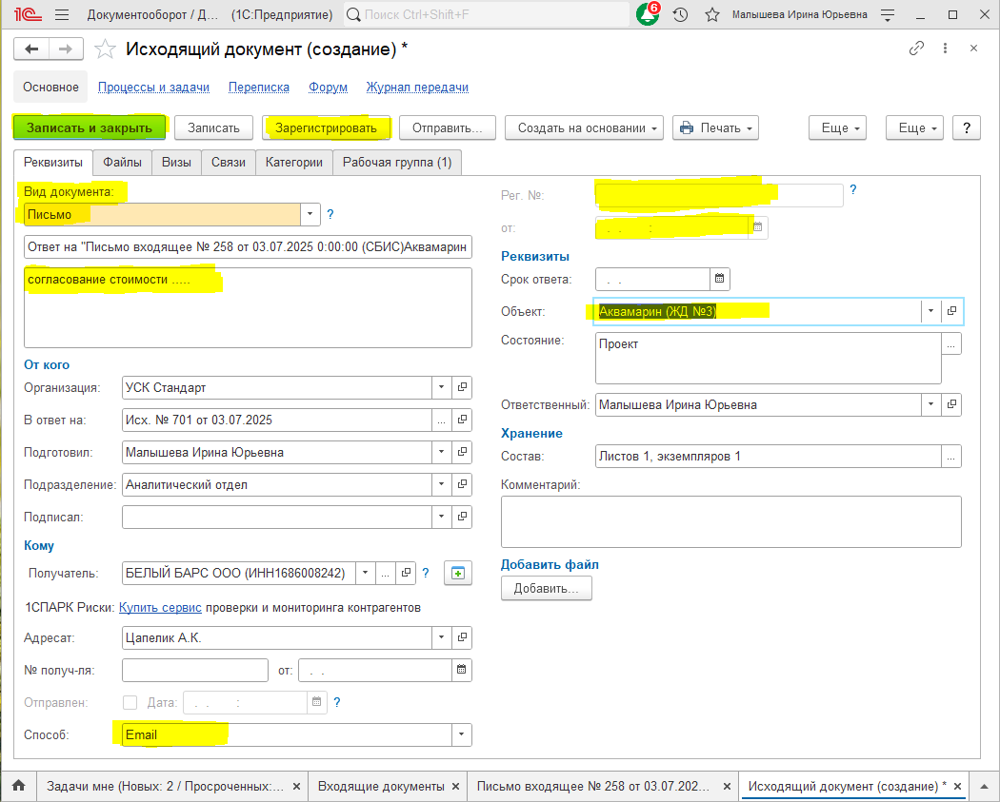 1С Документооборот / Д... (1С:Предприятие) Поиск Ctrl+Shift+F 6 Малышева Ирина Юрьевна
Исходящий документ (создание) *
Основное Процессы и задачи Переписка Форум Журнал передачи
Записать и закрыть Записать Зарегистрировать Отправить... Создать на основании Печать Еще Еще ?
Реквизиты Файлы Визы Связи Категории Рабочая группа (1)
Вид документа:
Письмо ?
Ответ на "Письмо входящее № 258 от 03.07.2025 0:00:00 (СБИС)Аквамарин
согласование стоимости .....
От кого
Организация: УСК Стандарт
В ответ на: Исх. № 701 от 03.07.2025 ...
Подготовил: Малышева Ирина Юрьевна
Подразделение: Аналитический отдел
Подписал:
Кому
Получатель: БЕЛЫЙ БАРС ООО (ИНН1686008242) ... ?
1СПАРК Риски: Купить сервис проверки и мониторинга контрагентов
Адресат: Цапелик А.К.
№ получ-ля: от: . .
Отправлен: Дата: . . : ?
Способ: Email
Рег. №: ?
от: . . :
Реквизиты
Срок ответа: . .
Объект: Аквамарин (ЖД №3)
Состояние: Проект ...
Ответственный: Малышева Ирина Юрьевна
Хранение
Состав: Листов 1, экземпляров 1 ...
Комментарий:
Добавить файл
Добавить...
Задачи мне (Новых: 2 / Просроченных:... Входящие документы Письмо входящее № 258 от 03.07.202... Исходящий документ (создание) *